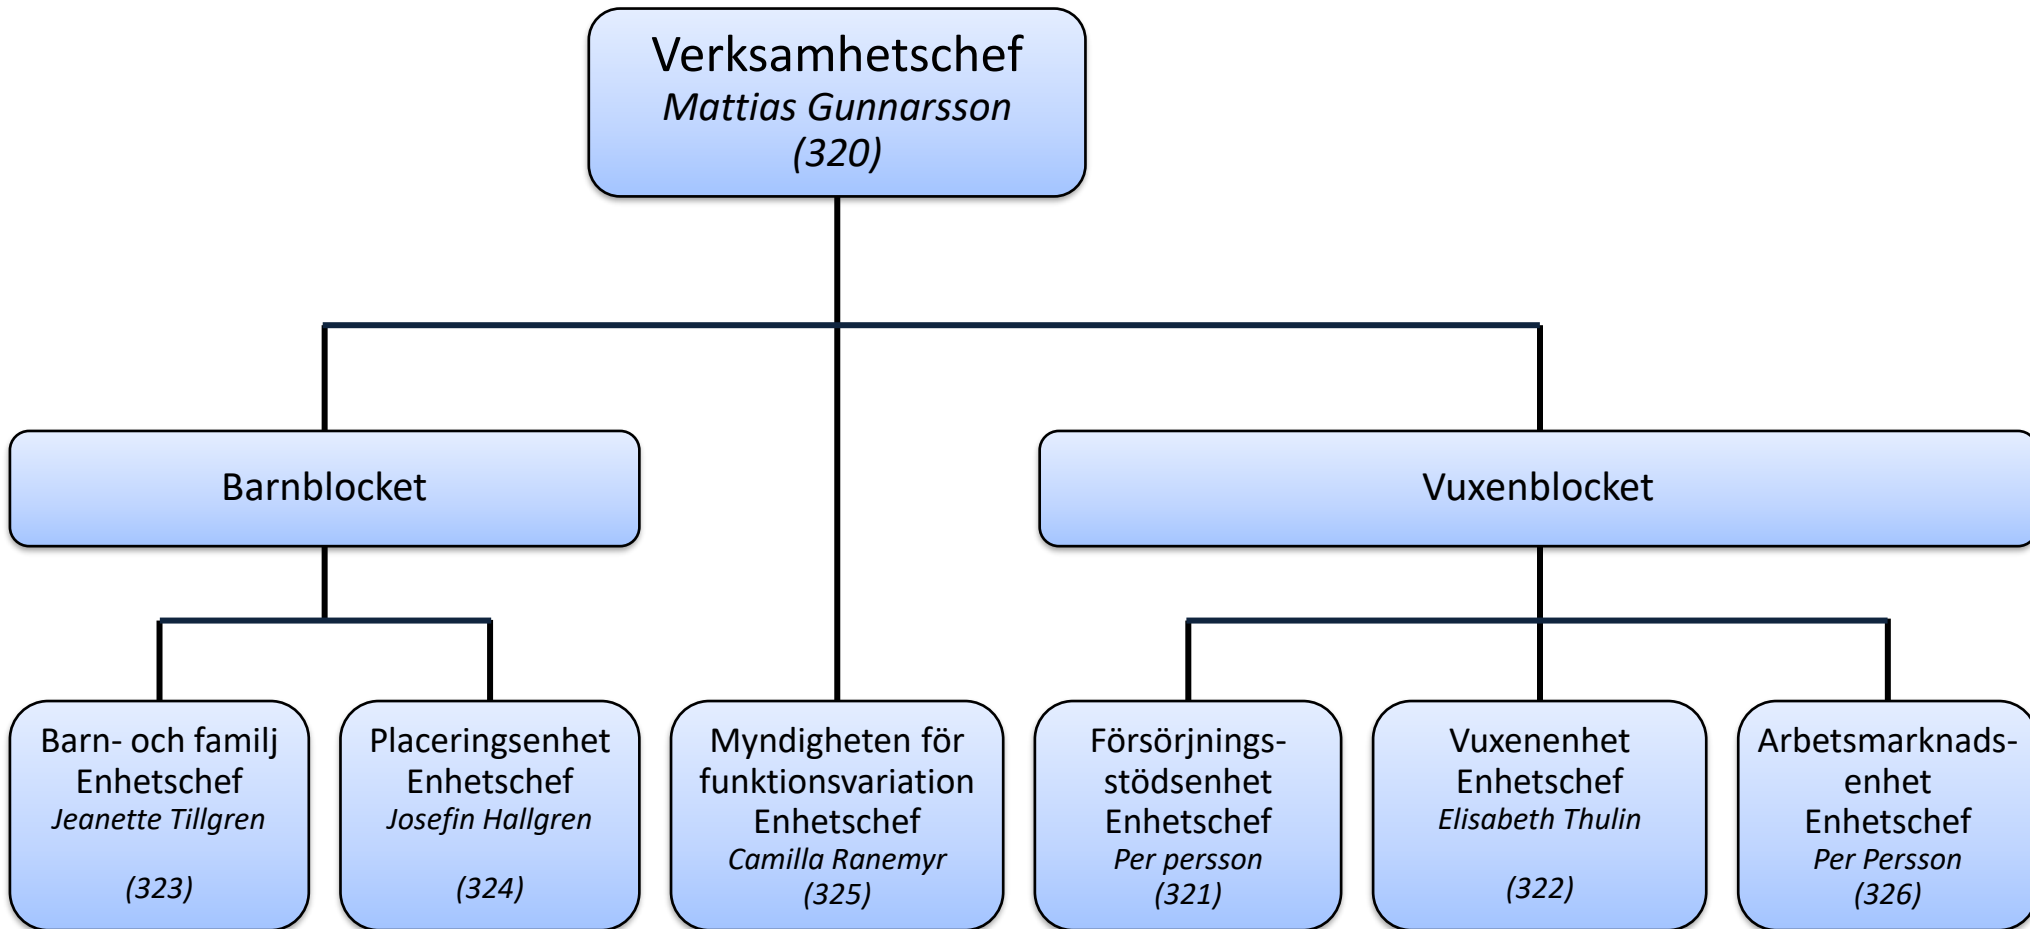 Verksamhetschef
Mattias Gunnarsson
(320)
Barnblocket
Vuxenblocket
Barn- och familj
Enhetschef
Jeanette Tillgren
(323)
Placeringsenhet
Enhetschef
Josefin Hallgren
(324)
Myndigheten för
funktionsvariation
Enhetschef
Camilla Ranemyr
(325)
Försörjnings-
stödsenhet
Enhetschef
Per persson
(321)
Vuxenenhet
Enhetschef
Elisabeth Thulin
(322)
Arbetsmarknads-
enhet
Enhetschef
Per Persson
(326)